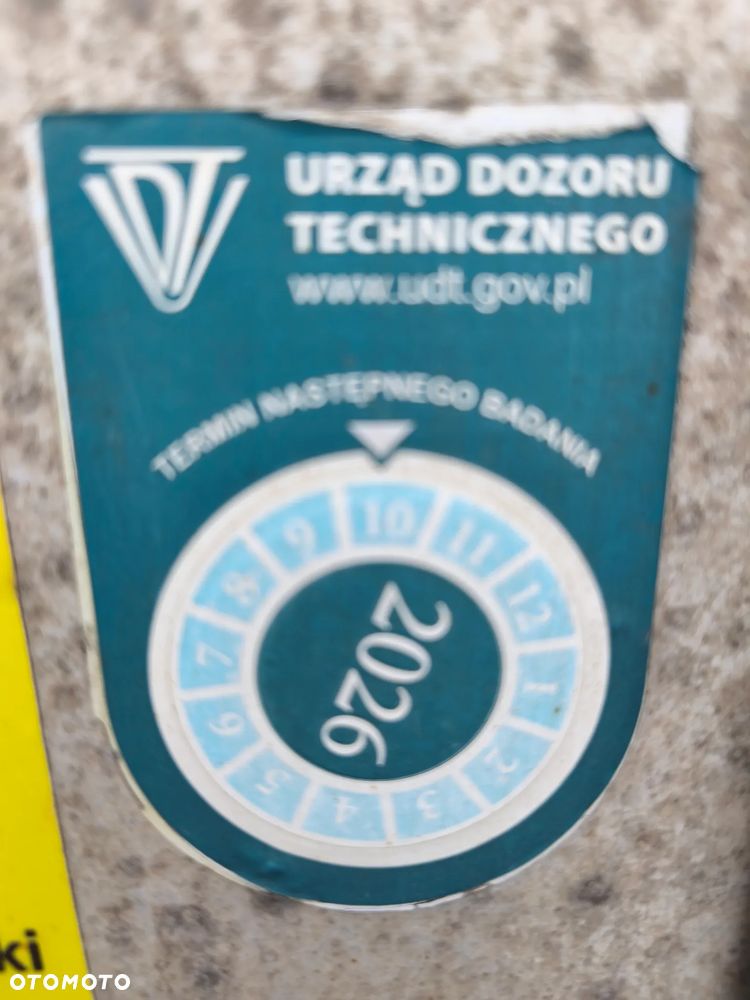 URZĄD DOZORU
TECHNICZNEGO
www.udt.gov.pl
TERMIN NASTĘPNEGO BADANIA
10
11
12
1
2
3
4
5
6
7
8
9
2026
ki
OTOMOTO